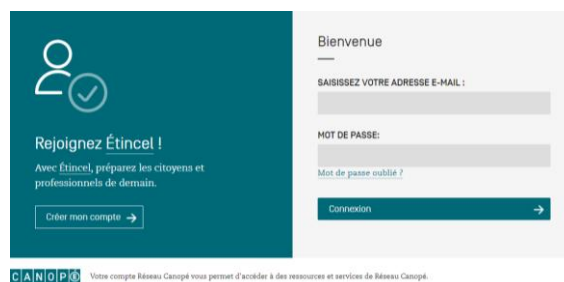 Rejoignez Étincel !
Avec Étincel, préparez les citoyens et
professionnels de demain.
Créer mon compte →
Bienvenue
SAISISSEZ VOTRE ADRESSE E-MAIL :
MOT DE PASSE:
Mot de passe oublié ?
Connexion →
CANOPÉ Votre compte Réseau Canopé vous permet d'accéder à des ressources et services de Réseau Canopé.